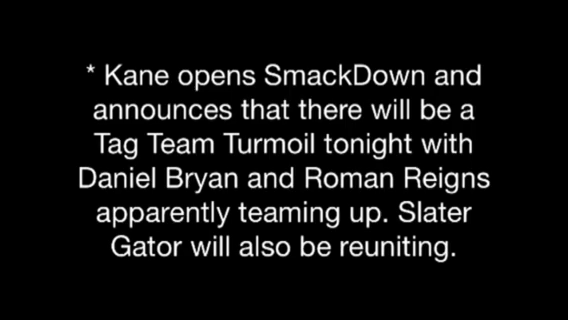 * Kane opens SmackDown and
announces that there will be a
Tag Team Turmoil tonight with
Daniel Bryan and Roman Reigns
apparently teaming up. Slater
Gator will also be reuniting.